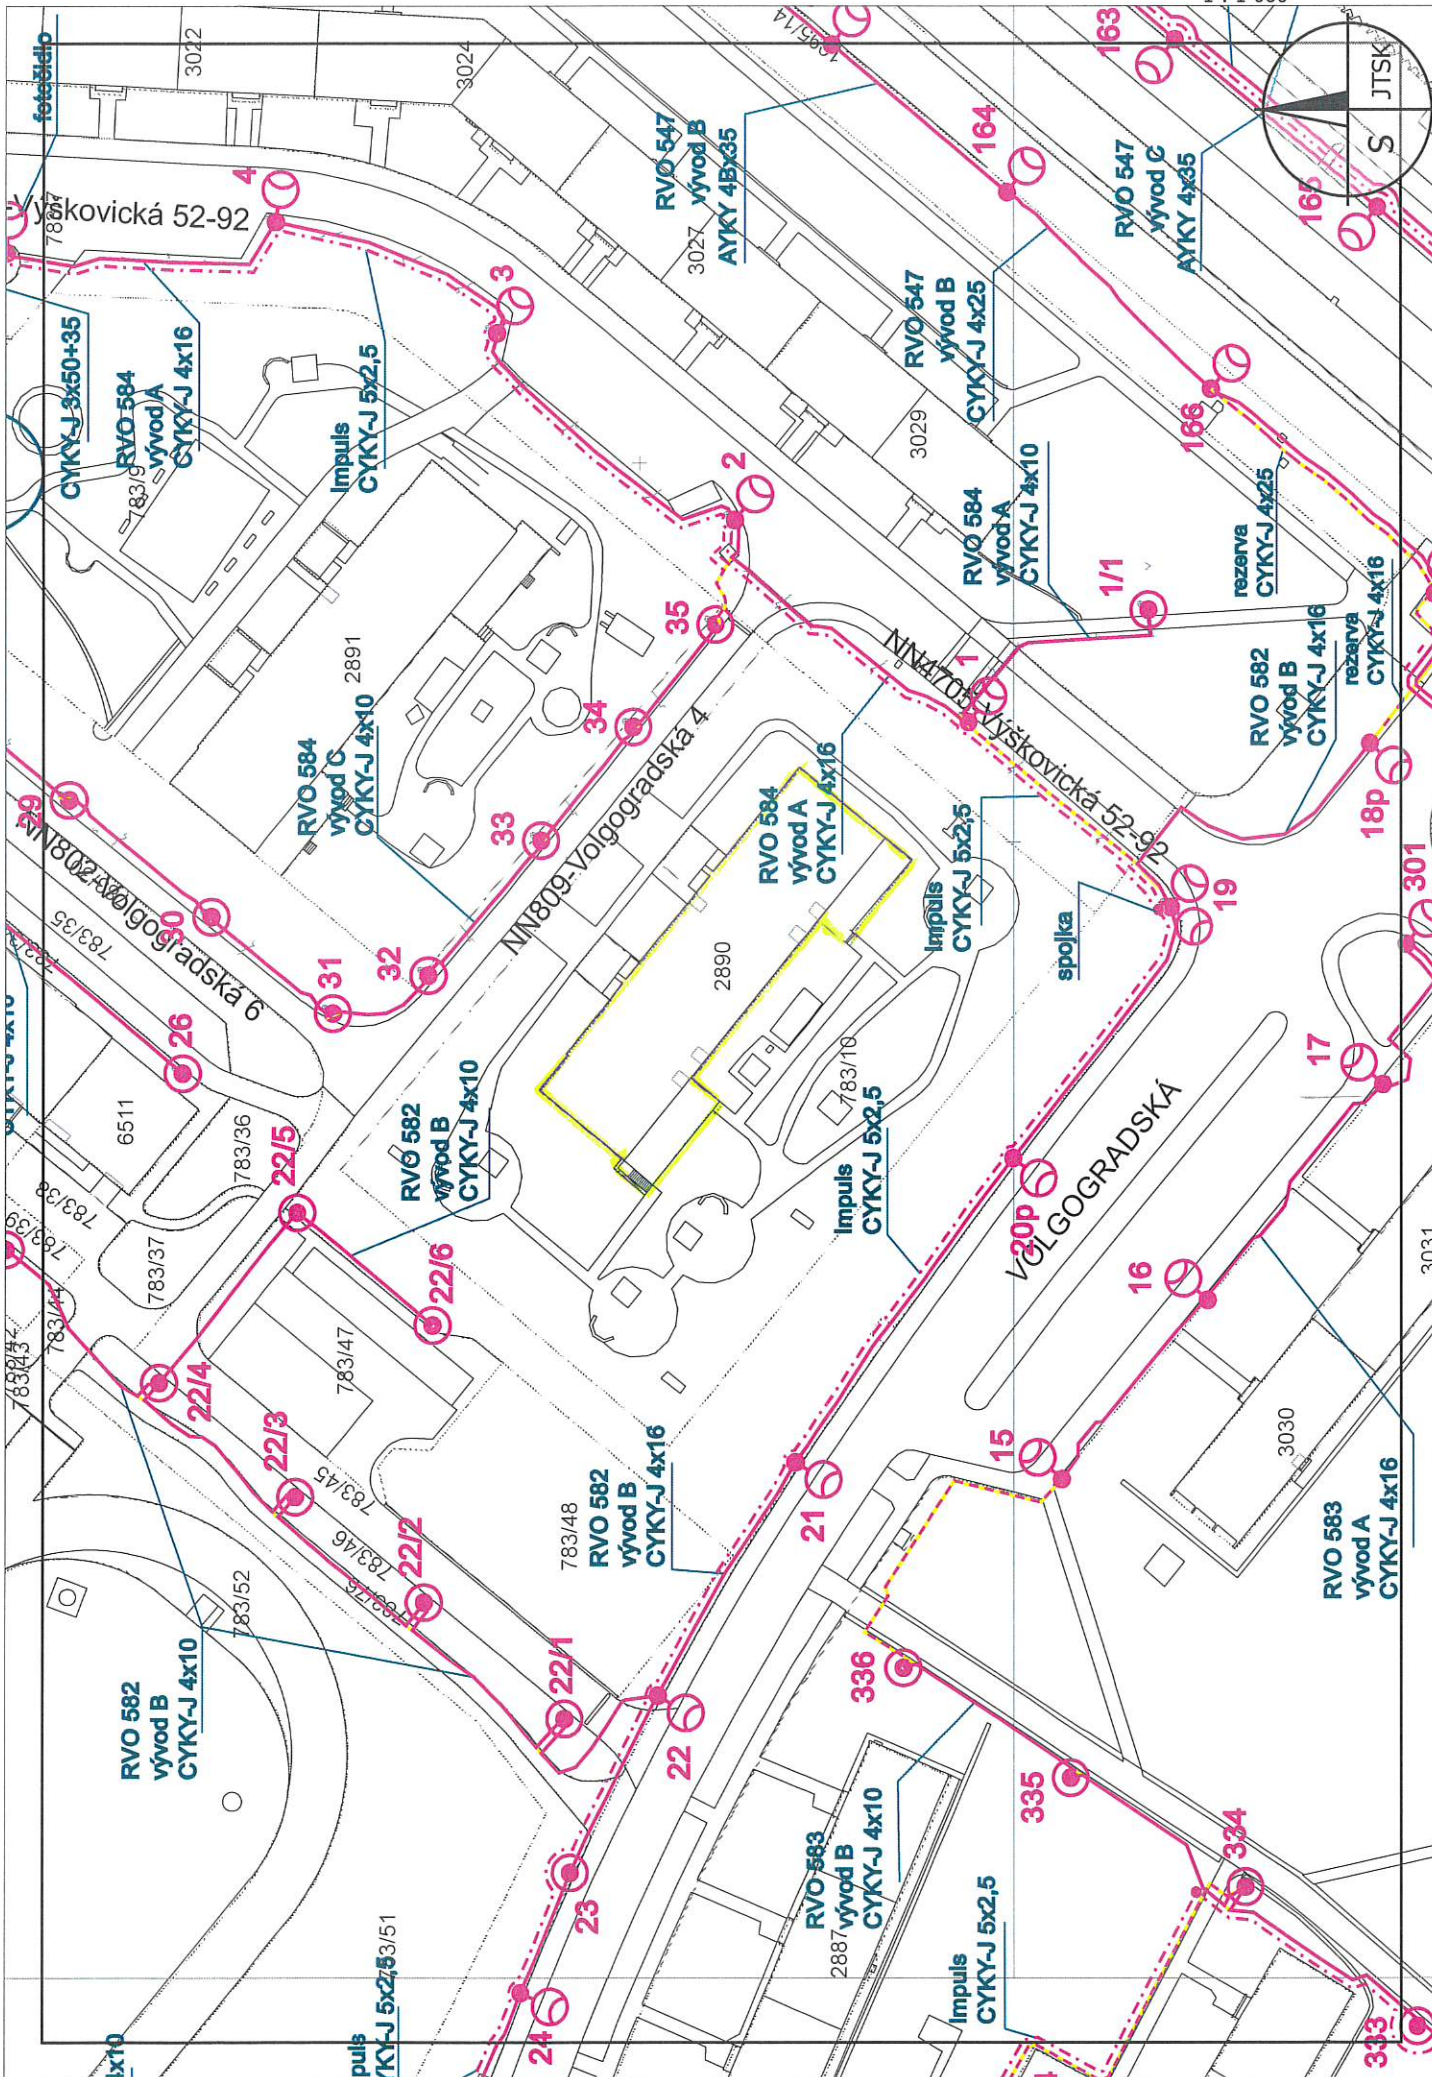 fotočidlo
3022
3024
4
Výškovická 52-92
CYKY-J 3x50+35
RVO 584
vývod A
CYKY-J 4x16
783/9
Impuls
CYKY-J 5x2,5
3
RVO 547
vývod B
3027
164
163
165
RVO 547
vývod C
AYKY 4x35
S
JTSK
RVO 547
vývod B
CYKY-J 4x25
3029
166
2
RVO 584
vývod A
CYKY-J 4x10
rezerva
CYKY-J 4x25
1/1
2891
35
34
33
32
31
30
29
26
RVO 584
vývod C
CYKY-J 4x10
NN809-Volgogradská 4
1
Výškovická 52-92
RVO 582
vývod B
CYKY-J 4x16
rezerva
CYKY-J 4x16
18p
301
RVO 584
vývod A
CYKY-J 4x16
Impuls
CYKY-J 5x2,5
spojka
19
2890
783/10
17
783/35
6511
783/36
783/38
783/39
783/37
783/44
783/43
22/5
22/6
RVO 582
vývod B
CYKY-J 4x10
Impuls
CYKY-J 5x2,5
20p
VOLGOGRADSKÁ
16
3031
3030
15
22/4
783/47
22/3
783/45
783/46
22/2
783/52
783/48
RVO 582
vývod B
CYKY-J 4x16
21
RVO 583
vývod A
CYKY-J 4x16
RVO 582
vývod B
CYKY-J 4x10
22/1
22
336
335
334
333
RVO 583
vývod B
CYKY-J 4x10
2887
23
24
Impuls
CYKY-J 5x2,5